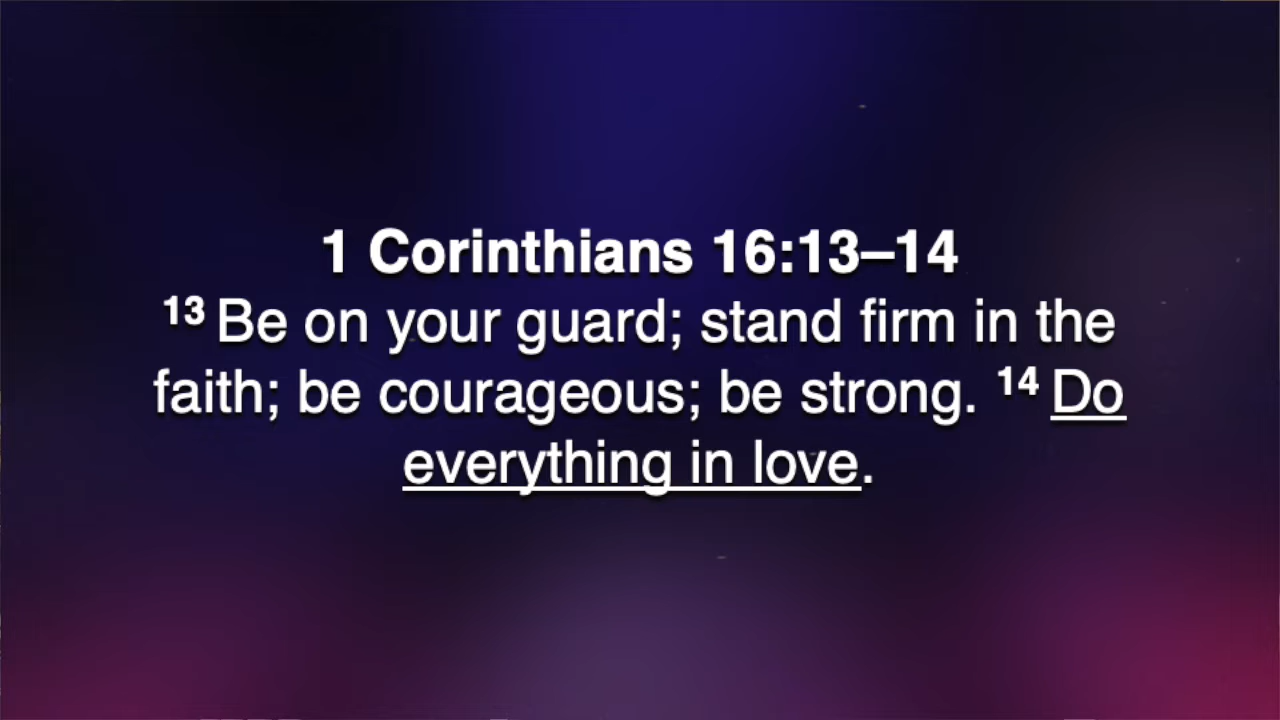 1 Corinthians 16:13–14
13 Be on your guard; stand firm in the
faith; be courageous; be strong. 14 Do
everything in love.